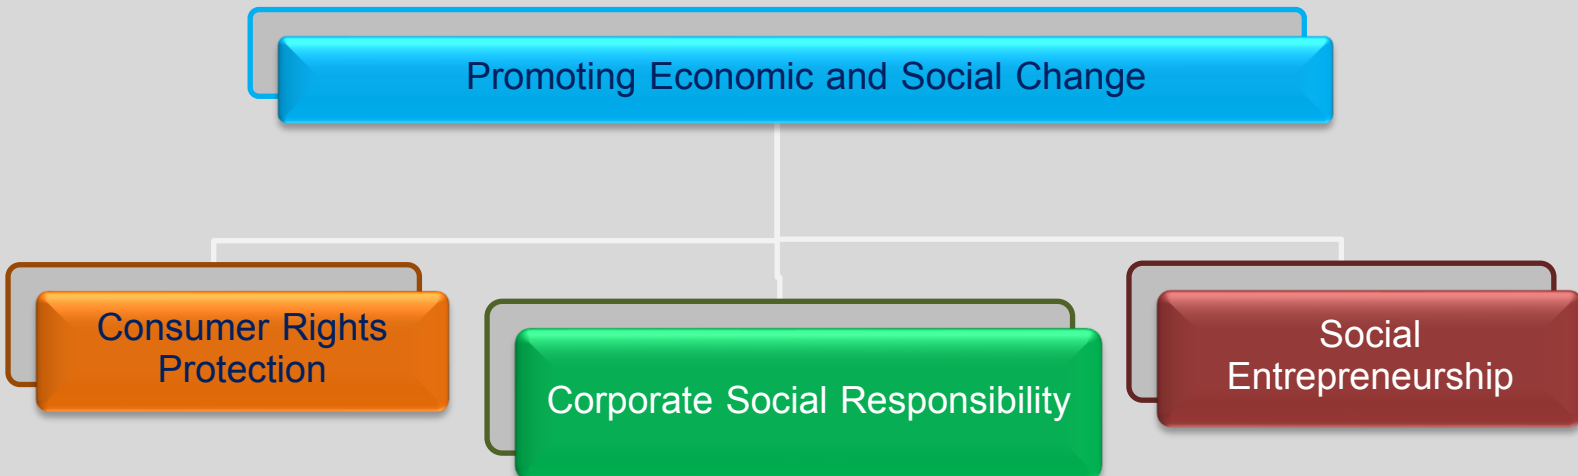 Promoting Economic and Social Change
Consumer Rights
Protection
Corporate Social Responsibility
Social
Entrepreneurship